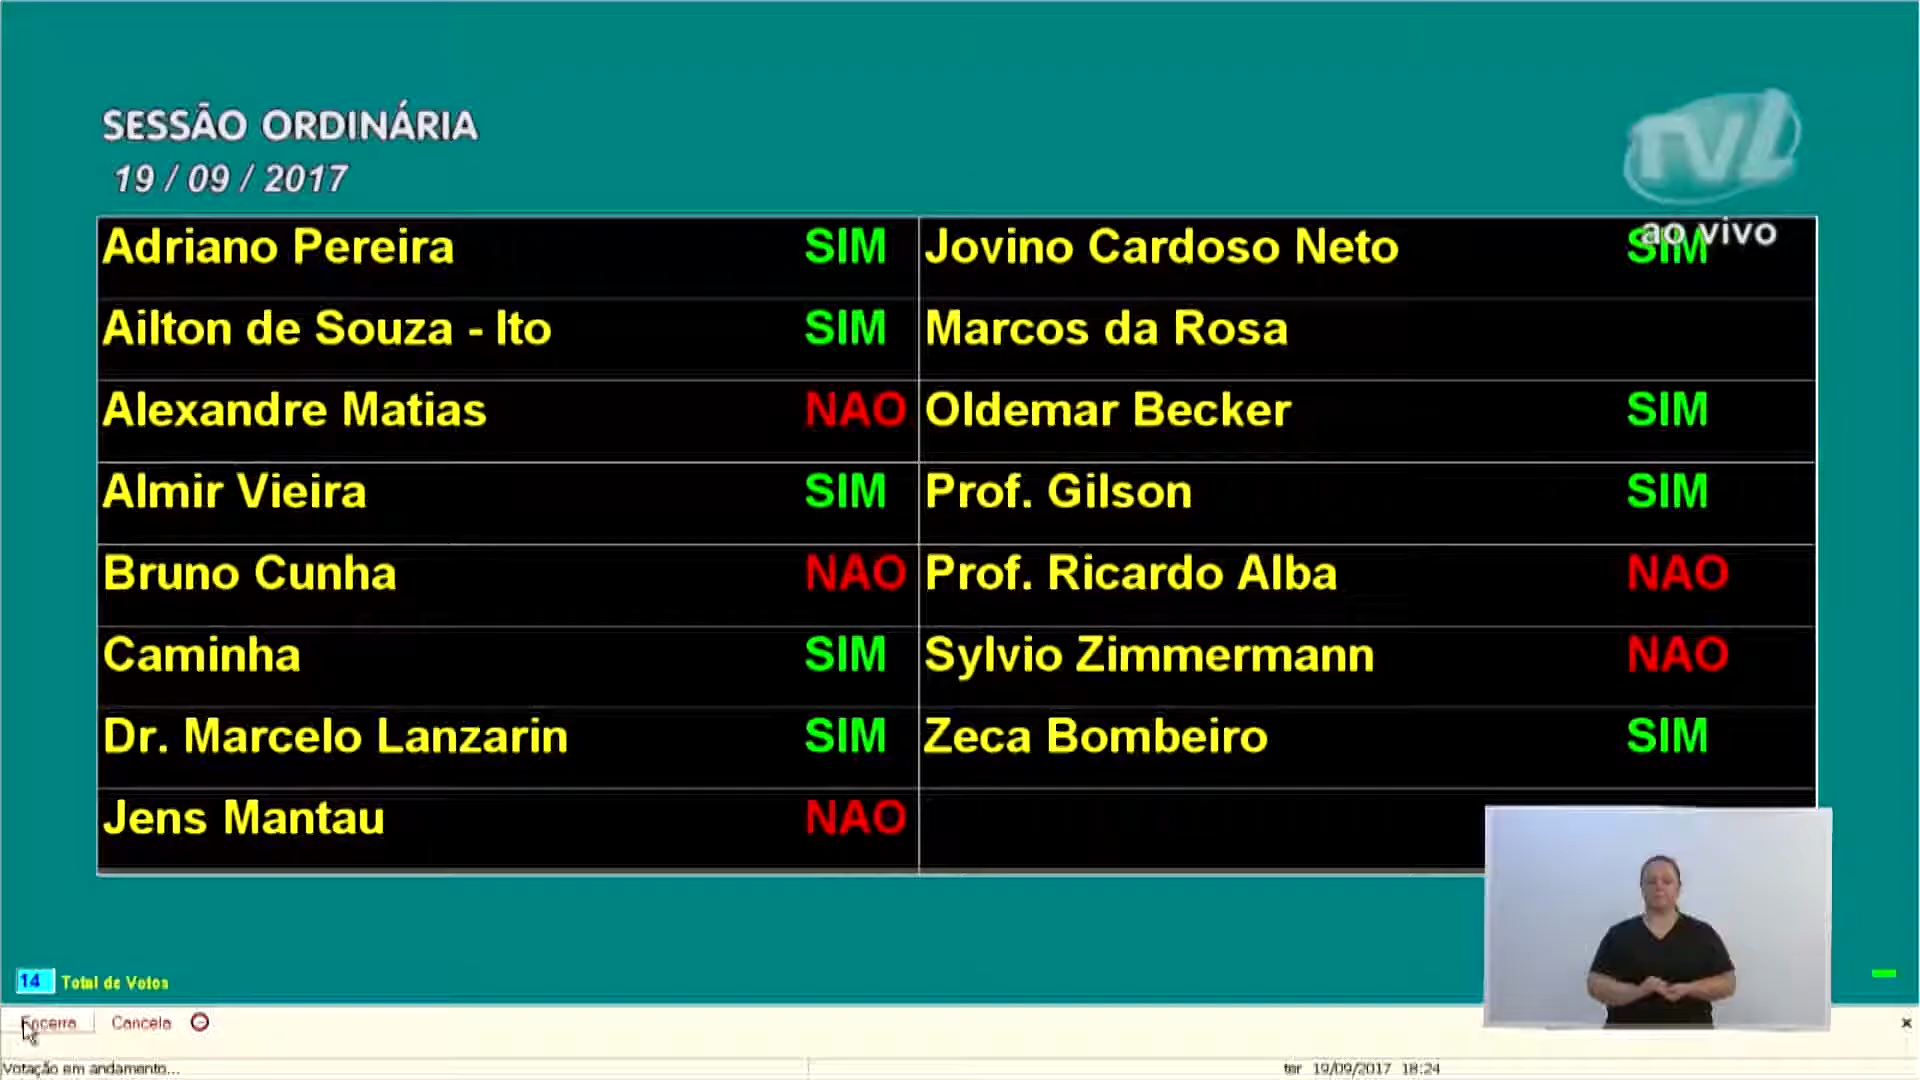 SESSÃO ORDINÁRIA
19 / 09 / 2017
TVL
ao vivo
Adriano Pereira SIM Jovino Cardoso Neto SIM
Ailton de Souza - Ito SIM Marcos da Rosa
Alexandre Matias NAO Oldemar Becker SIM
Almir Vieira SIM Prof. Gilson SIM
Bruno Cunha NAO Prof. Ricardo Alba NAO
Caminha SIM Sylvio Zimmermann NAO
Dr. Marcelo Lanzarin SIM Zeca Bombeiro SIM
Jens Mantau NAO
14 Total de Votos
Encerra Cancela
Votação em andamento... ter 19/09/2017 18:24